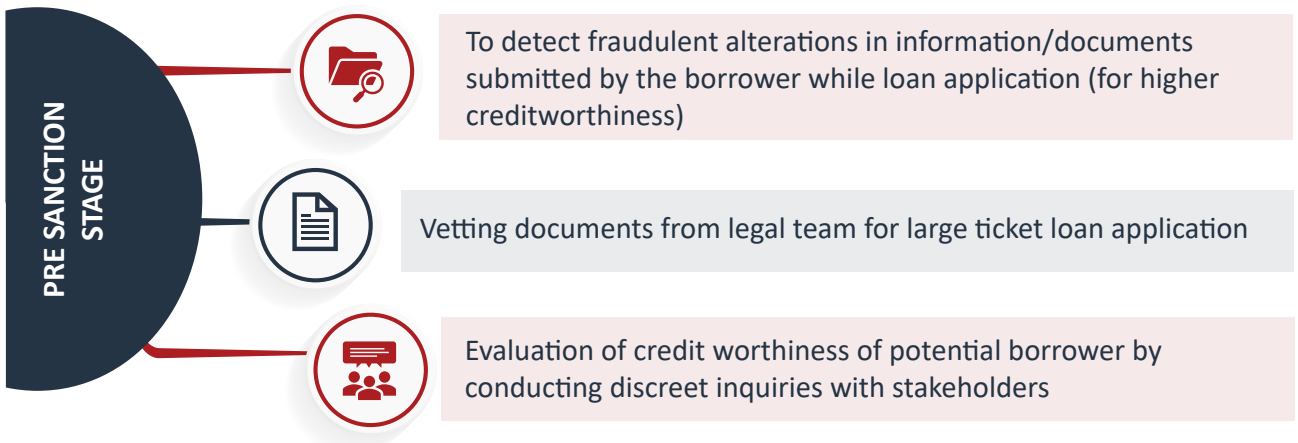 PRE SANCTION
STAGE
To detect fraudulent alterations in information/documents
submitted by the borrower while loan application (for higher
creditworthiness)
Vetting documents from legal team for large ticket loan application
Evaluation of credit worthiness of potential borrower by
conducting discreet inquiries with stakeholders